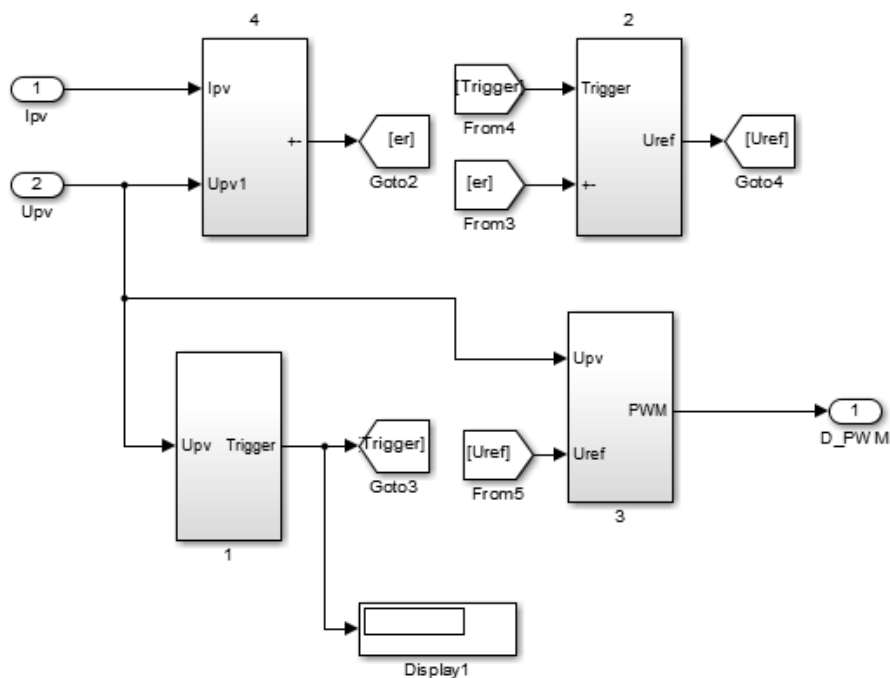 4
2
1
Ipv
Ipv
+-
[er]
Goto2
[Trigger]
From4
Trigger
Uref
[Uref]
Goto4
2
Upv
Upv1
[er]
From3
+-
Upv
Trigger
[Trigger]
Goto3
1
[Uref]
From5
Upv
PWM
Uref
3
1
D_PWM
Display1